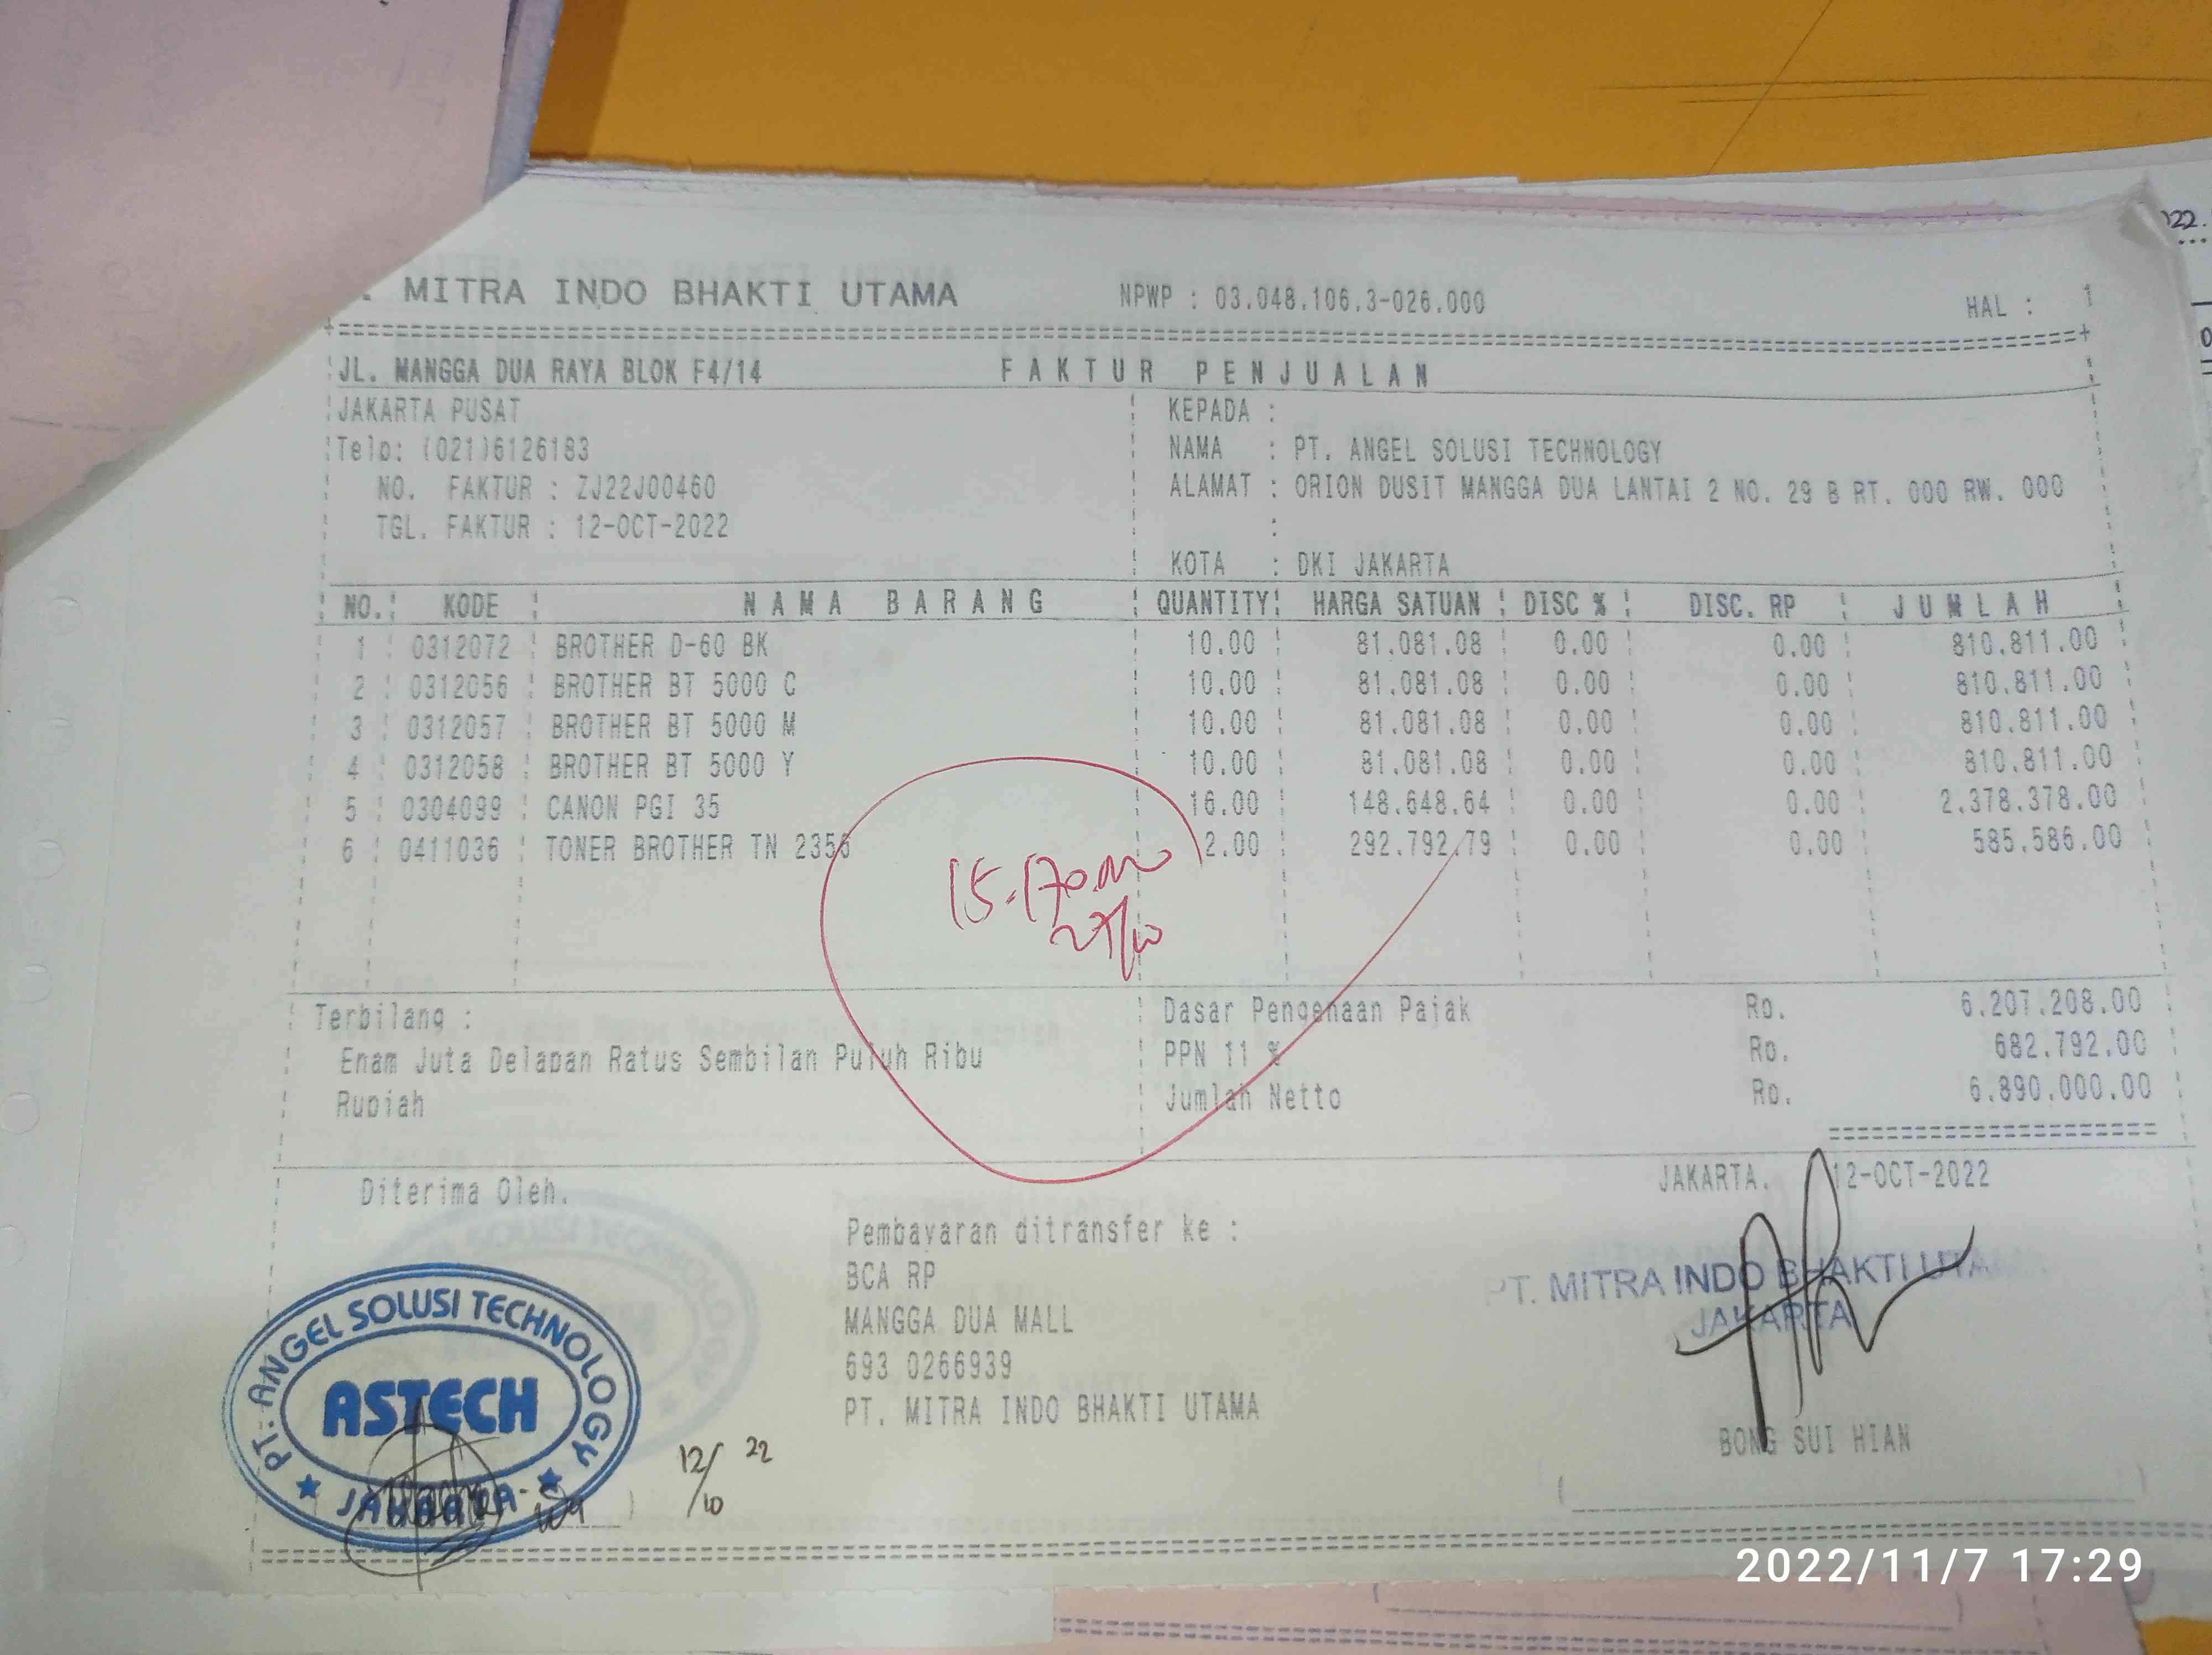 . MITRA INDO BHAKTI UTAMA NPWP : 03.048.106.3-026.000 HAL : 1
JL. MANGGA DUA RAYA BLOK F4/14 FAKTUR PENJUALAN
JAKARTA PUSAT KEPADA :
Telp: (021)6126183 NAMA : PT. ANGEL SOLUSI TECHNOLOGY
NO. FAKTUR : ZJ22J00460 ALAMAT : ORION DUSIT MANGGA DUA LANTAI 2 NO. 29 B RT. 000 RW. 000
TGL. FAKTUR : 12-OCT-2022 :
KOTA : DKI JAKARTA
NO. KODE NAMA BARANG QUANTITY HARGA SATUAN DISC % DISC. RP JUMLAH
1 0312072 BROTHER D-60 BK 10.00 81.081.08 0.00 0.00 810.811.00
2 0312056 BROTHER BT 5000 C 10.00 81.081.08 0.00 0.00 810.811.00
3 0312057 BROTHER BT 5000 M 10.00 81.081.08 0.00 0.00 810.811.00
4 0312058 BROTHER BT 5000 Y 10.00 81.081.08 0.00 0.00 810.811.00
5 0304099 CANON PGI 35 16.00 148.648.64 0.00 0.00 2.378.378.00
6 0411036 TONER BROTHER TN 2356 2.00 292.792.79 0.00 0.00 585.586.00
Terbilang : Dasar Pengenaan Pajak Rp. 6.207.208.00
Enam Juta Delapan Ratus Sembilan Puluh Ribu PPN 11 % Rp. 682.792.00
Rupiah Jumlah Netto Rp. 6.890.000.00
Diterima Oleh. JAKARTA. 12-OCT-2022
Pembayaran ditransfer ke :
BCA RP
MANGGA DUA MALL
693 0266939
PT. MITRA INDO BHAKTI UTAMA
PT. MITRA INDO BHAKTI UTAMA
JAKARTA
BONG SUI HIAN
PT. ANGEL SOLUSI TECHNOLOGY
ASTECH
JAKARTA
12/10 22
2022/11/7 17:29